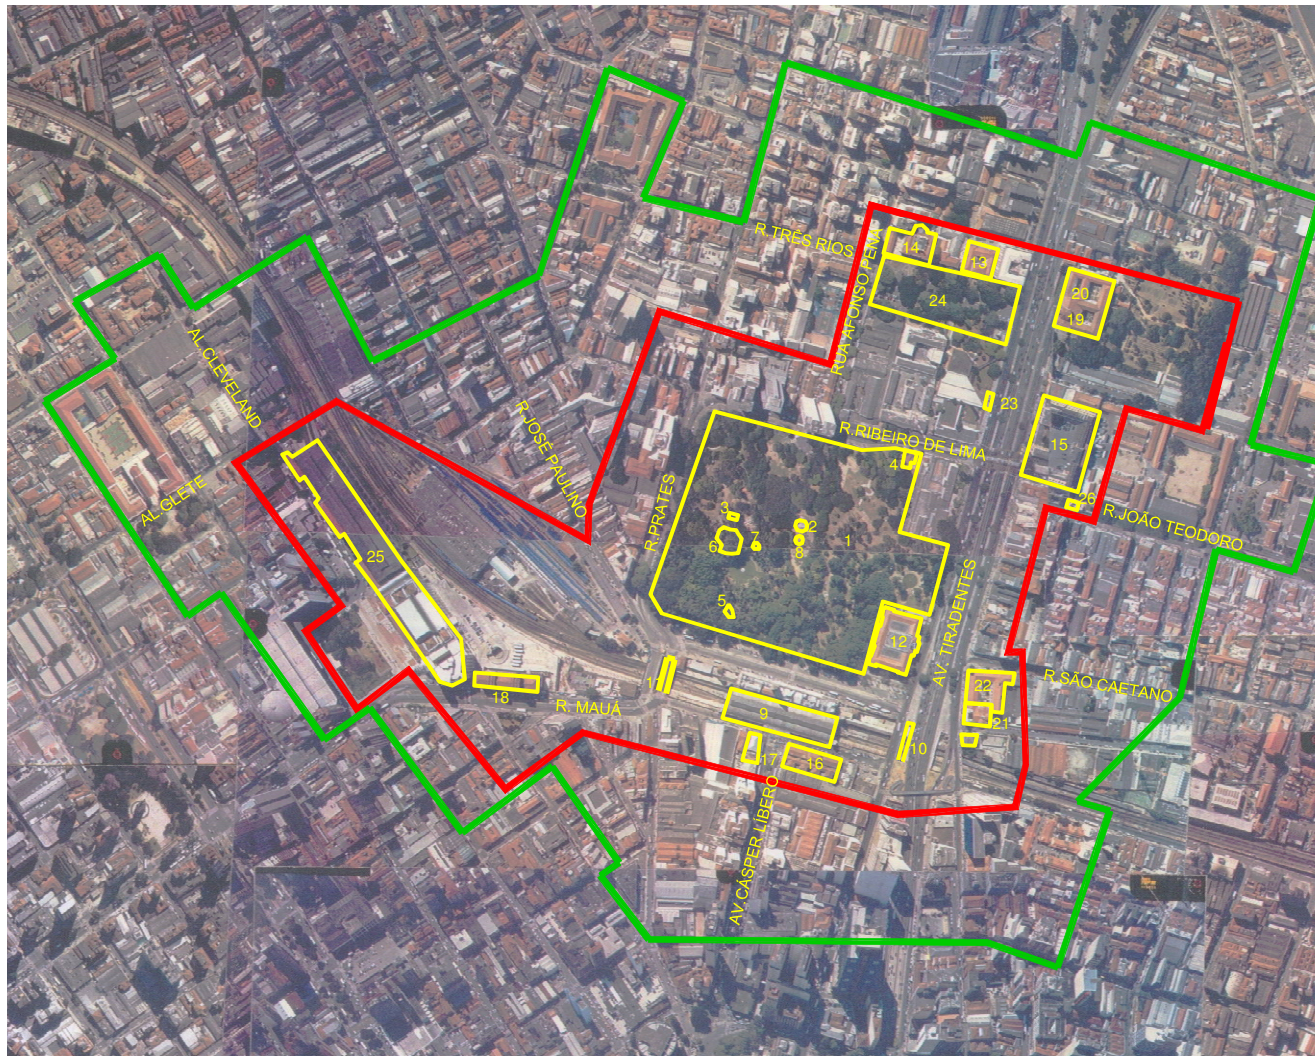 R. TRÊS RIOS
14
13
RUA AFONSO PENA
24
20
19
AL.CLEVELAND
23
R.JOSÉ PAULINO
R.RIBEIRO DE LIMA
15
4
AL.GLETE
R.PRATES
3
2
26
R.JOÃO TEODORO
25
6
7
8
1
5
12
AV. TIRADENTES
1
22
R.SÃO CAETANO
18
R. MAUÁ
9
21
10
17
16
AV.CÁSPER LÍBERO